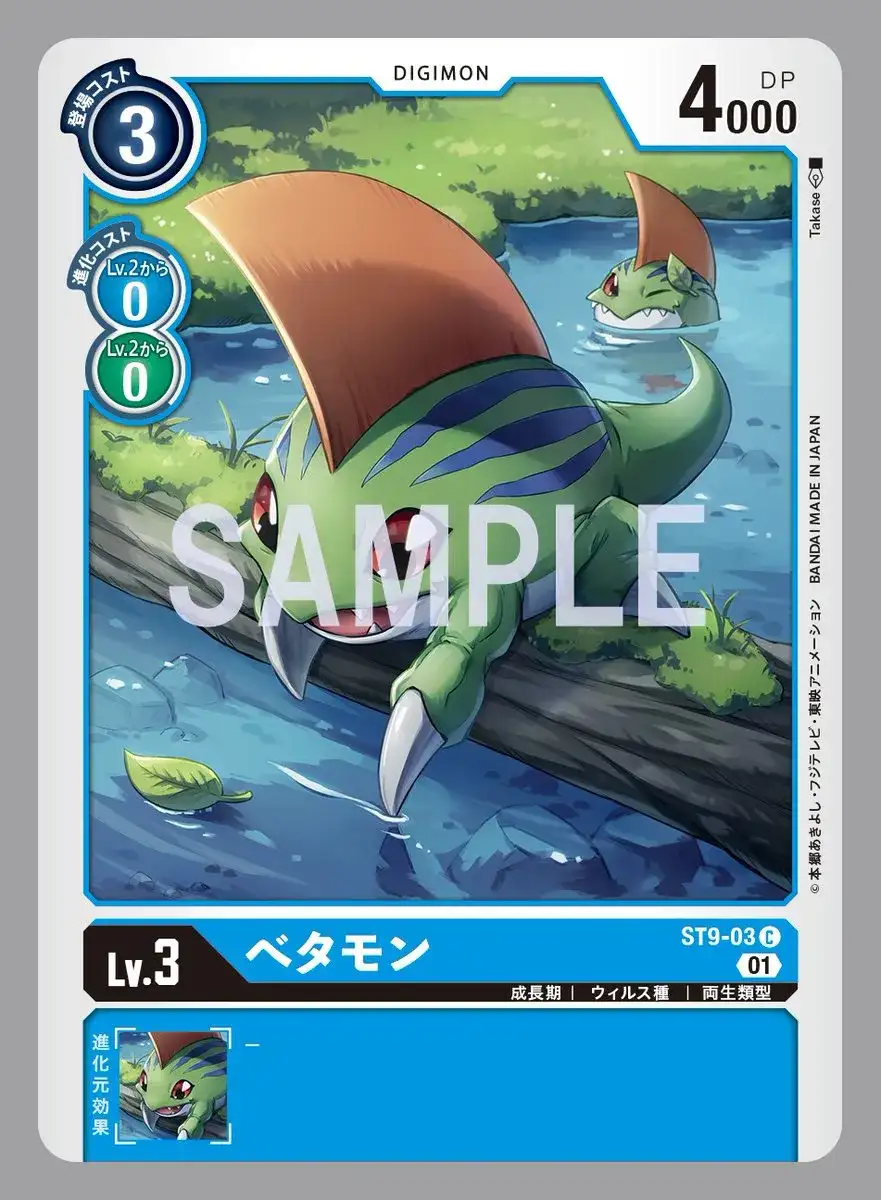 DIGIMON
登場コスト
3
4000
DP
進化コスト
Lv.2から
0
Lv.2から
0
Takase
SAMPLE
BANDAI MADE IN JAPAN
©本郷あきよし・フジテレビ・東映アニメーション
Lv.3
ベタモン
ST9-03 C
01
成長期 | ウィルス種 | 両生類型
進化元効果
—